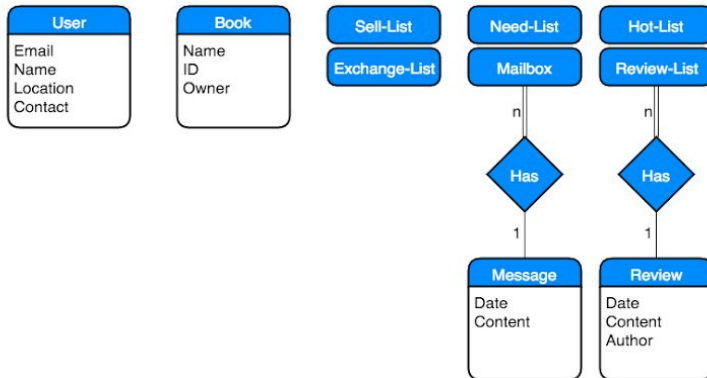 User
Email
Name
Location
Contact
Book
Name
ID
Owner
Sell-List
Exchange-List
Need-List
Mailbox
n
Has
1
Message
Date
Content
Hot-List
Review-List
n
Has
1
Review
Date
Content
Author